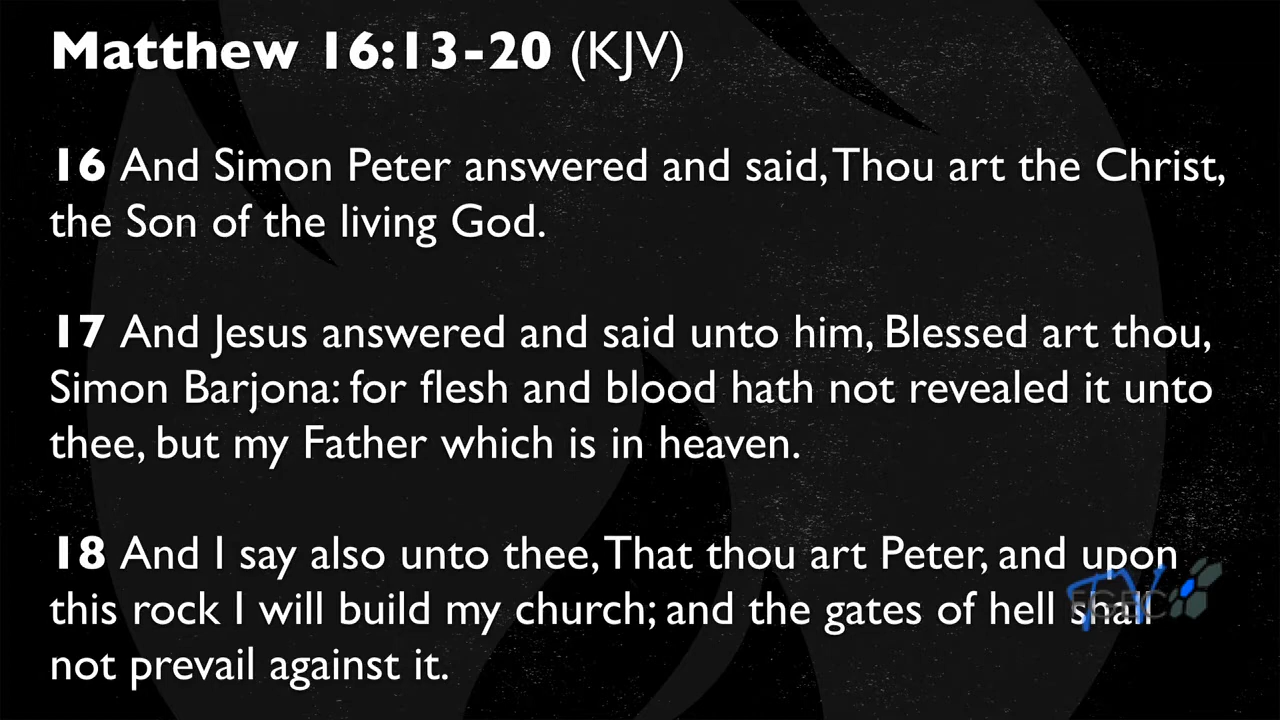 Matthew 16:13-20 (KJV)
16 And Simon Peter answered and said, Thou art the Christ,
the Son of the living God.
17 And Jesus answered and said unto him, Blessed art thou,
Simon Barjona: for flesh and blood hath not revealed it unto
thee, but my Father which is in heaven.
18 And I say also unto thee, That thou art Peter, and upon
this rock I will build my church; and the gates of hell shall
not prevail against it.
TV